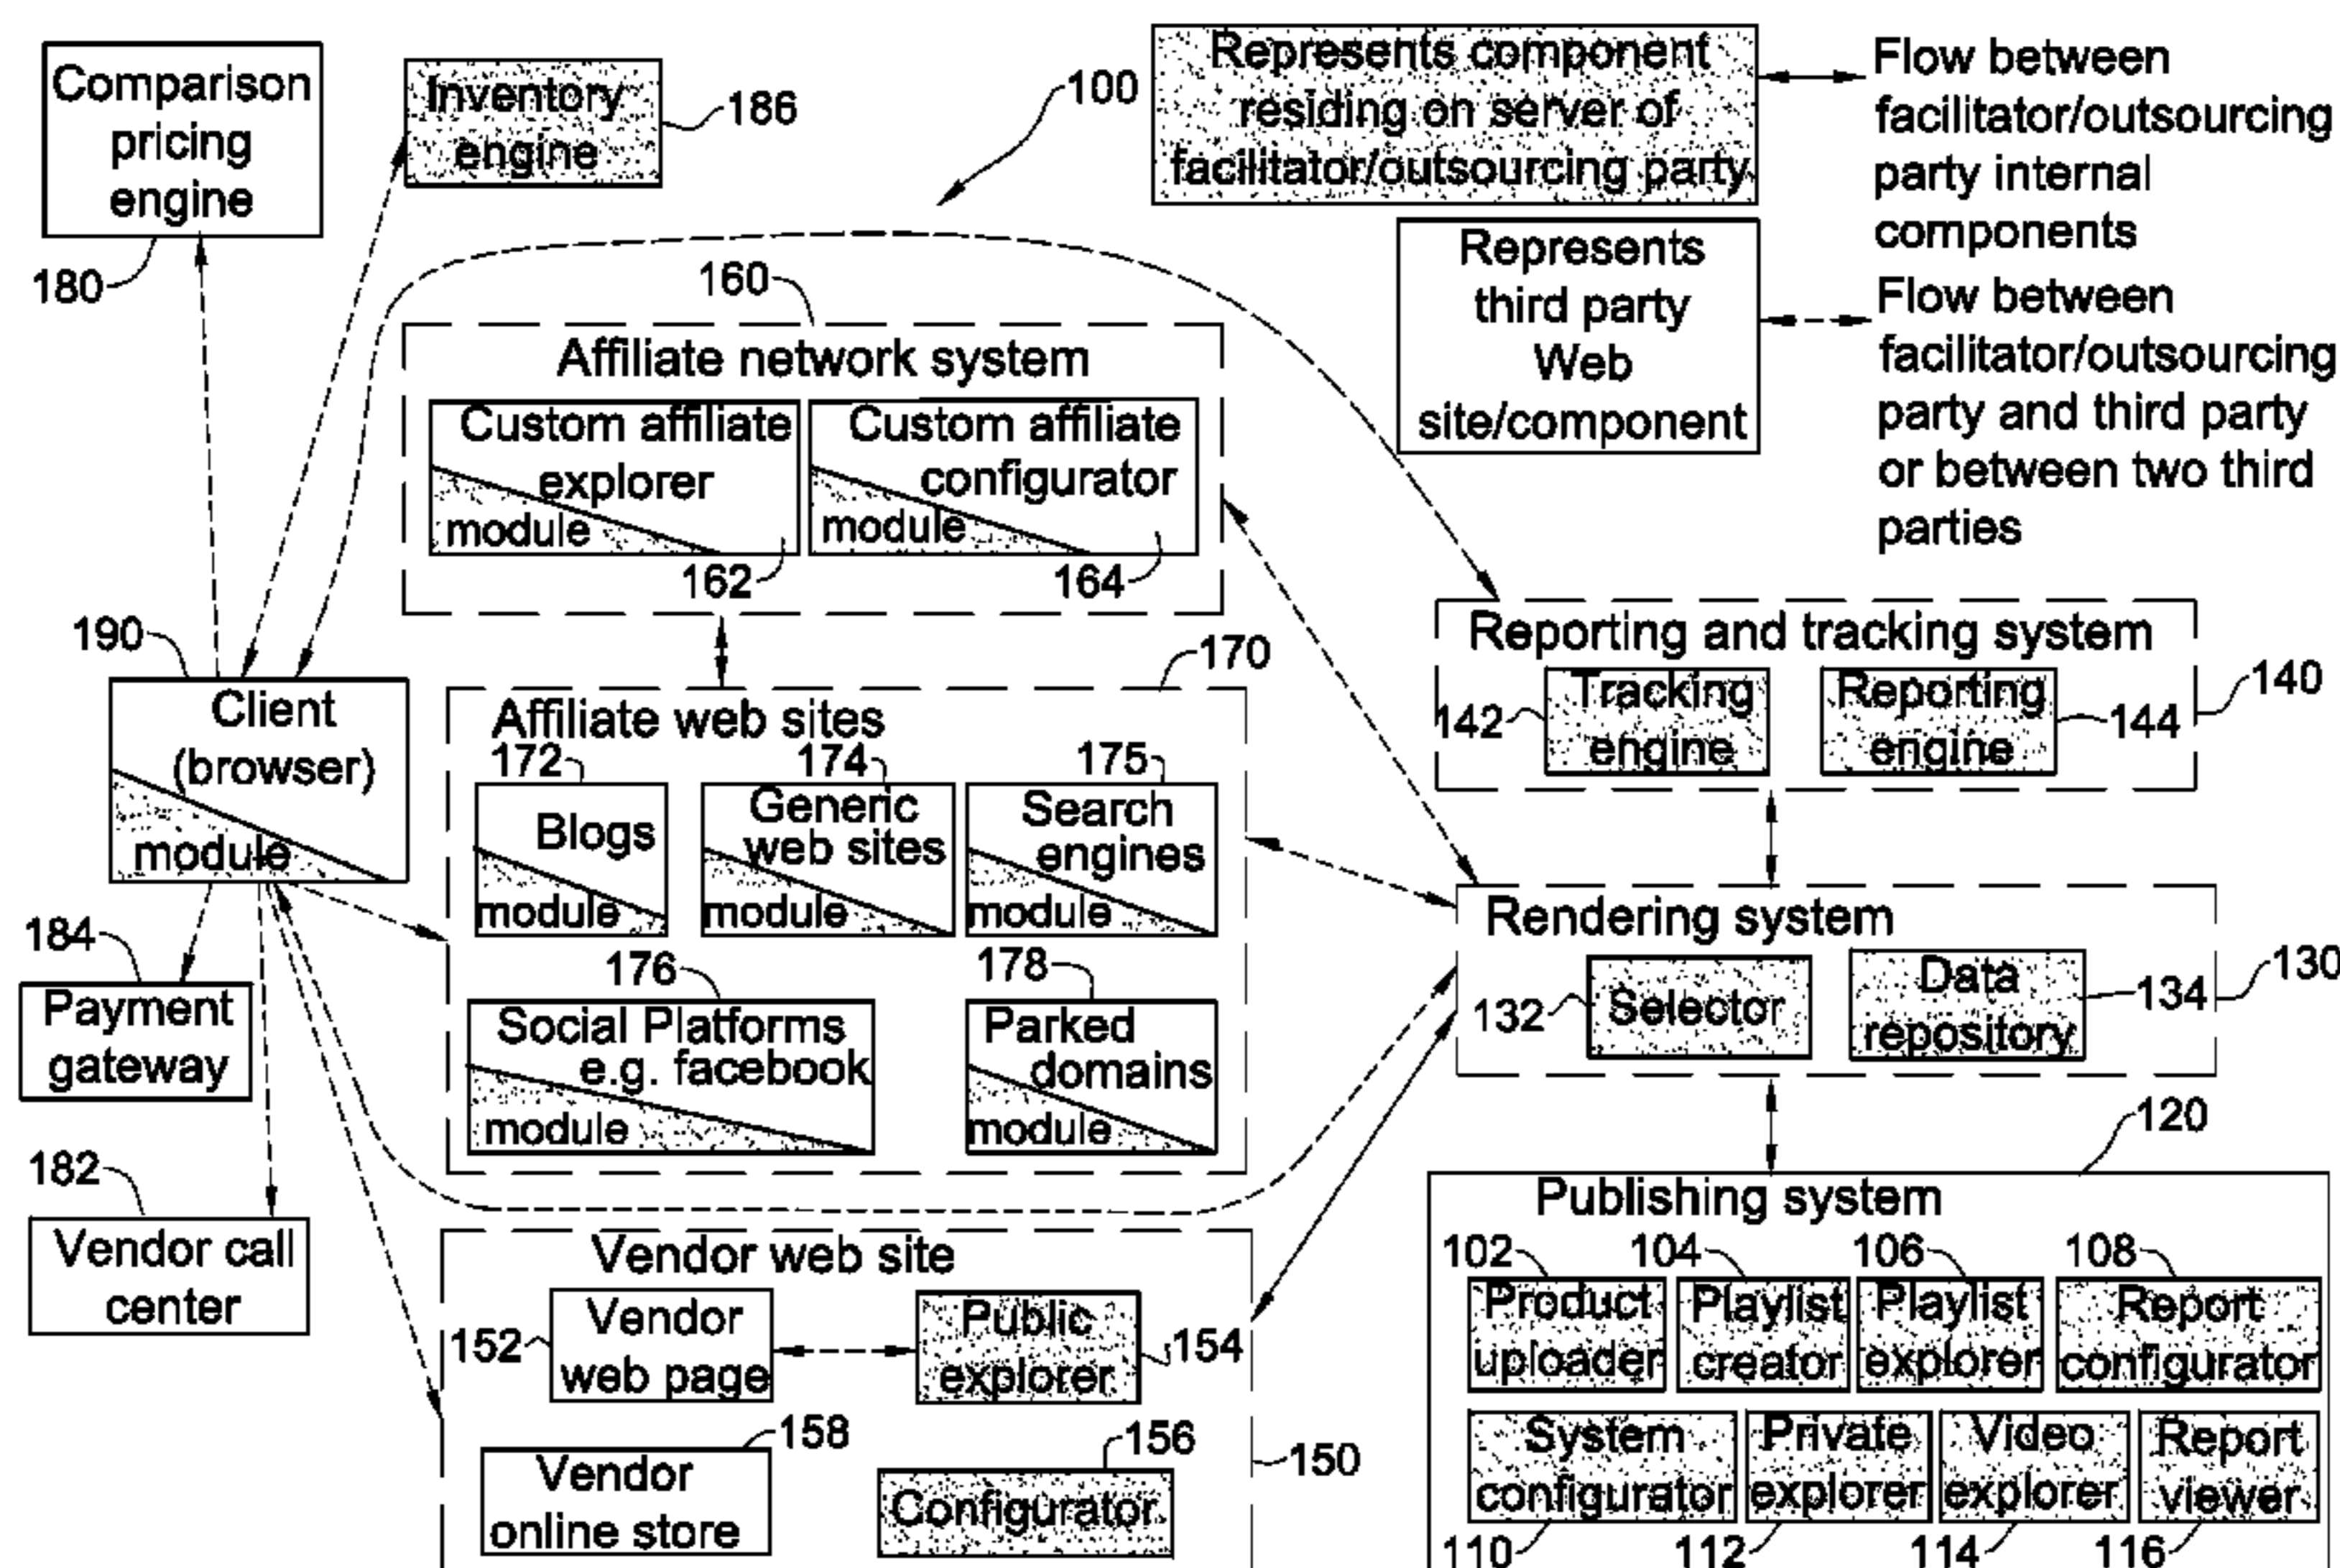 Comparison
pricing
engine
180
Inventory
engine
186
100
Represents component
residing on server of
facilitator/outsourcing party
Flow between
facilitator/outsourcing
party internal
components
Represents
third party
Web
site/component
Flow between
facilitator/outsourcing
party and third party
or between two third
parties
160
Affiliate network system
Custom affiliate
explorer
module
162
Custom affiliate
configurator
module
164
190
Client
(browser)
module
170
Affiliate web sites
172
Blogs
module
174
Generic
web sites
module
175
Search
engines
module
176
Social Platforms
e.g. facebook
module
178
Parked
domains
module
Reporting and tracking system
140
142
Tracking
engine
Reporting
engine
144
Rendering system
130
132
Selector
Data
repository
134
184
Payment
gateway
182
Vendor call
center
Vendor web site
152
Vendor
web page
Public
explorer
154
158
Vendor
online store
156
Configurator
150
120
Publishing system
102
Product
uploader
104
Playlist
creator
106
Playlist
explorer
108
Report
configurator
System
configurator
110
Private
explorer
112
Video
explorer
114
Report
viewer
116